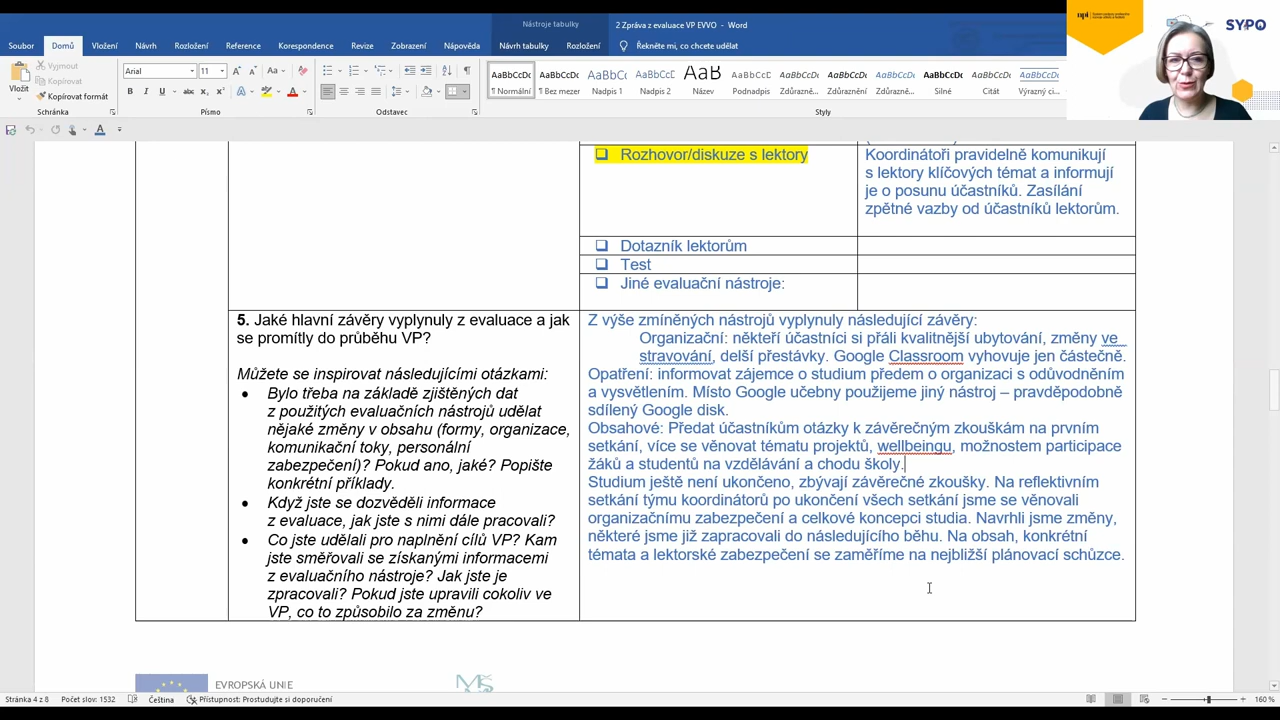 Nástroje tabulky
2 Zpráva z evaluace VP EVVO - Word
npi
SYPO
Soubor Domů Vložení Návrh Rozložení Reference Korespondence Revize Zobrazení Nápověda Návrh tabulky Rozložení Řekněte mi, co chcete udělat
Vložit
Vyjmout
Kopírovat
Kopírovat formát
Schránka
Arial 11
Písmo
Odstavec
AaBbCcDc AaBbCcDc AaBbCc AaBbCcD AaB AaBbCcD AaBbCcDc AaBbCcDc AaBbCcDc AaBbCcDc AaBbCcDc AaBbCcDc
¶ Normální ¶ Bez mezer Nadpis 1 Nadpis 2 Název Podnadpis Zdůrazně... Zdůraznění Zdůrazně... Silné Citát Výrazný ci...
Styly
Rozhovor/diskuze s lektory
Koordinátoři pravidelně komunikují
s lektory klíčových témat a informují
je o posunu účastníků. Zasílání
zpětné vazby od účastníků lektorům.
Dotazník lektorům
Test
Jiné evaluační nástroje:
5. Jaké hlavní závěry vyplynuly z evaluace a jak
se promítly do průběhu VP?
Můžete se inspirovat následujícími otázkami:
• Bylo třeba na základě zjištěných dat
z použitých evaluačních nástrojů udělat
nějaké změny v obsahu (formy, organizace,
komunikační toky, personální
zabezpečení)? Pokud ano, jaké? Popište
konkrétní příklady.
• Když jste se dozvěděli informace
z evaluace, jak jste s nimi dále pracovali?
• Co jste udělali pro naplnění cílů VP? Kam
jste směřovali se získanými informacemi
z evaluačního nástroje? Jak jste je
zpracovali? Pokud jste upravili cokoliv ve
VP, co to způsobilo za změnu?
Z výše zmíněných nástrojů vyplynuly následující závěry:
Organizační: někteří účastníci si přáli kvalitnější ubytování, změny ve
stravování, delší přestávky. Google Classroom vyhovuje jen částečně.
Opatření: informovat zájemce o studium předem o organizaci s odůvodněním
a vysvětlením. Místo Google učebny použijeme jiný nástroj – pravděpodobně
sdílený Google disk.
Obsahové: Předat účastníkům otázky k závěrečným zkouškám na prvním
setkání, více se věnovat tématu projektů, wellbeingu, možnostem participace
žáků a studentů na vzdělávání a chodu školy.
Studium ještě není ukončeno, zbývají závěrečné zkoušky. Na reflektivním
setkání týmu koordinátorů po ukončení všech setkání jsme se věnovali
organizačnímu zabezpečení a celkové koncepci studia. Navrhli jsme změny,
některé jsme již zapracovali do následujícího běhu. Na obsah, konkrétní
témata a lektorské zabezpečení se zaměříme na nejbližší plánovací schůzce.
EVROPSKÁ UNIE
Stránka 4 z 8 Počet slov: 1532 Čeština Přístupnost: Prostudujte si doporučení 160 %